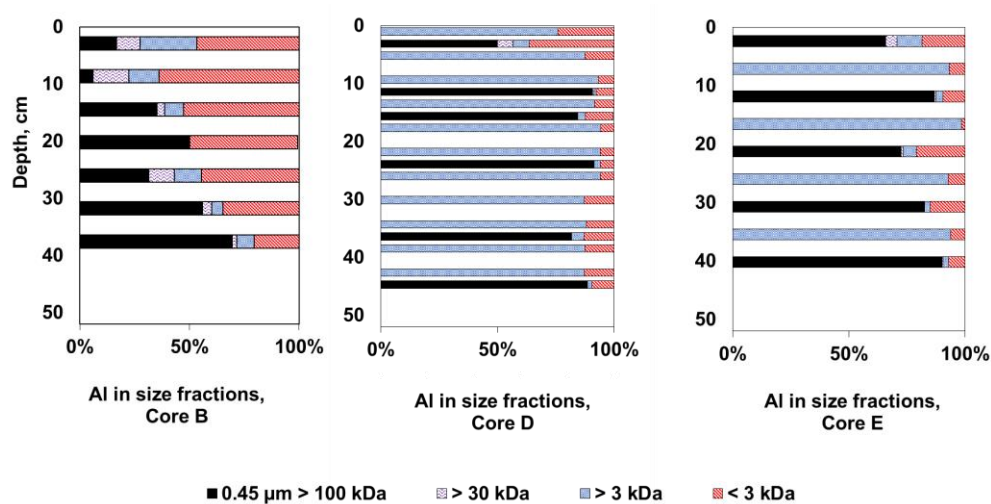 Depth, cm
0
10
20
30
40
50
0% 50% 100%
Al in size fractions,
Core B
0
10
20
30
40
50
0% 50% 100%
Al in size fractions,
Core D
0
10
20
30
40
50
0% 50% 100%
Al in size fractions,
Core E
0.45 µm > 100 kDa > 30 kDa > 3 kDa < 3 kDa